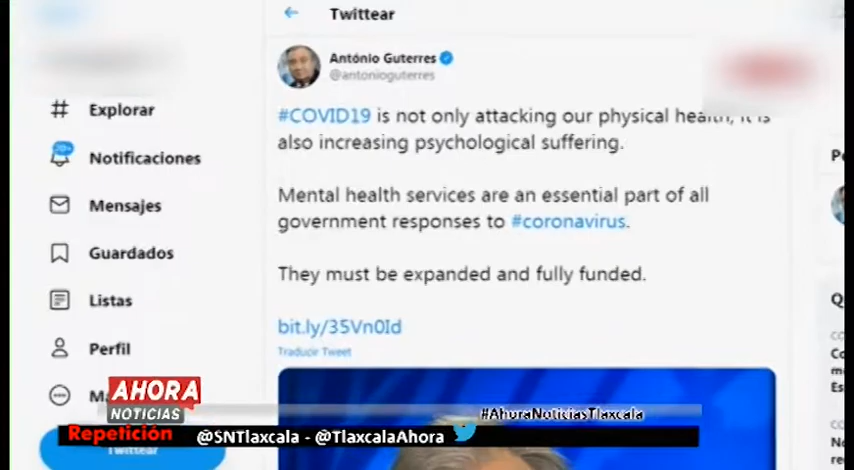 Twittear
António Guterres
@antonioguterres
#COVID19 is not only attacking our physical health, it is
also increasing psychological suffering.
Mental health services are an essential part of all
government responses to #coronavirus.
They must be expanded and fully funded.
bit.ly/35Vn0Id
Traducir Tweet
Explorar
20+
Notificaciones
Mensajes
Guardados
Listas
Perfil
AHORA
NOTICIAS
#AhoraNoticiasTlaxcala
Repetición
@SNTlaxcala - @TlaxcalaAhora
Twittear